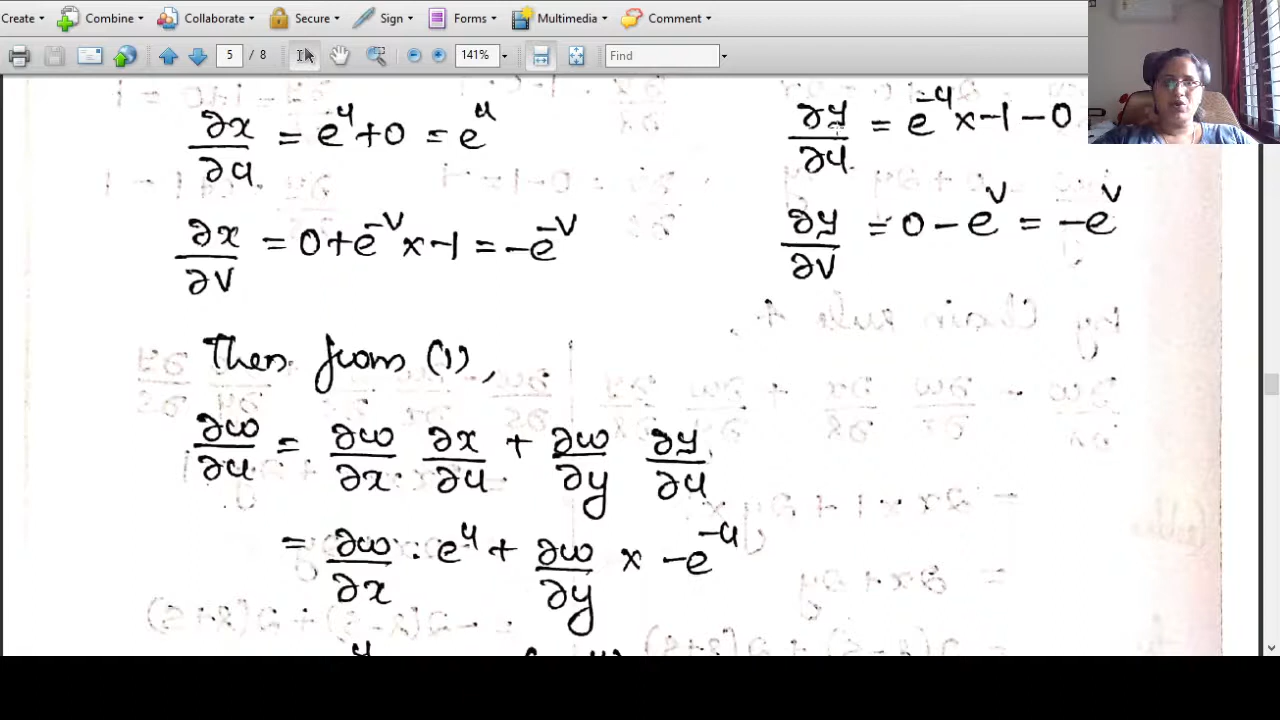 Create Combine Collaborate Secure Sign Forms Multimedia Comment
5 / 8 141% Find
∂x/∂u = e^u + 0 = e^u
∂y/∂u = e^-u x -1 - 0
∂x/∂v = 0 + e^-v x -1 = -e^-v
∂y/∂v = 0 - e^v = -e^v
Then from (1),
∂w/∂u = ∂w/∂x ∂x/∂u + ∂w/∂y ∂y/∂u
= ∂w/∂x . e^u + ∂w/∂y x -e^-u